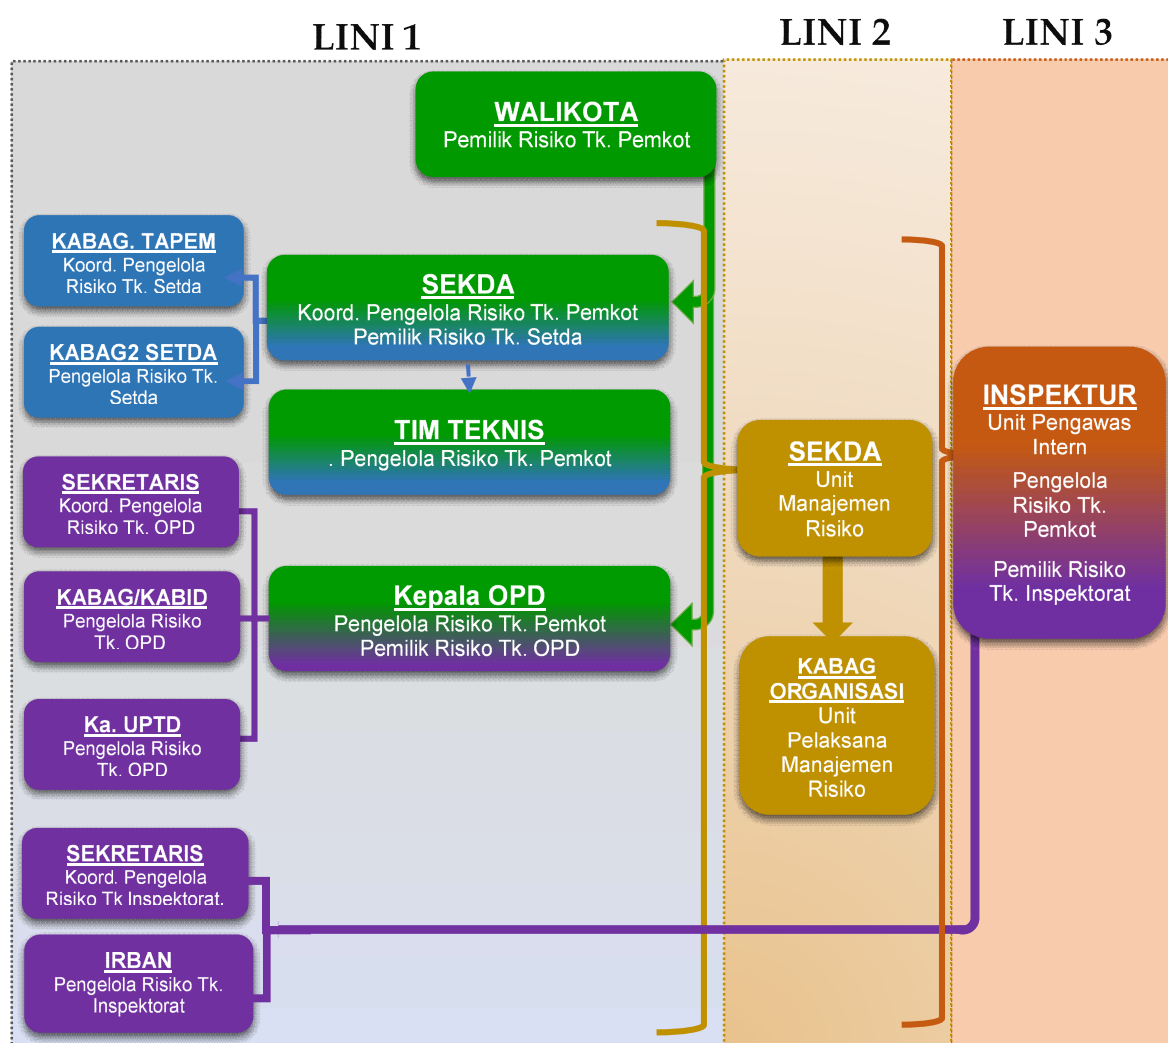 LINI 1
LINI 2
LINI 3
WALIKOTA
Pemilik Risiko Tk. Pemkot
KABAG. TAPEM
Koord. Pengelola
Risiko Tk. Setda
KABAG2 SETDA
Pengelola Risiko Tk.
Setda
SEKDA
Koord. Pengelola Risiko Tk. Pemkot
Pemilik Risiko Tk. Setda
TIM TEKNIS
. Pengelola Risiko Tk. Pemkot
SEKRETARIS
Koord. Pengelola
Risiko Tk. OPD
KABAG/KABID
Pengelola Risiko
Tk. OPD
Ka. UPTD
Pengelola Risiko
Tk. OPD
Kepala OPD
Pengelola Risiko Tk. Pemkot
Pemilik Risiko Tk. OPD
SEKRETARIS
Koord. Pengelola
Risiko Tk Inspektorat.
IRBAN
Pengelola Risiko Tk.
Inspektorat
SEKDA
Unit
Manajemen
Risiko
KABAG
ORGANISASI
Unit
Pelaksana
Manajemen
Risiko
INSPEKTUR
Unit Pengawas
Intern
Pengelola
Risiko Tk.
Pemkot
Pemilik Risiko
Tk. Inspektorat